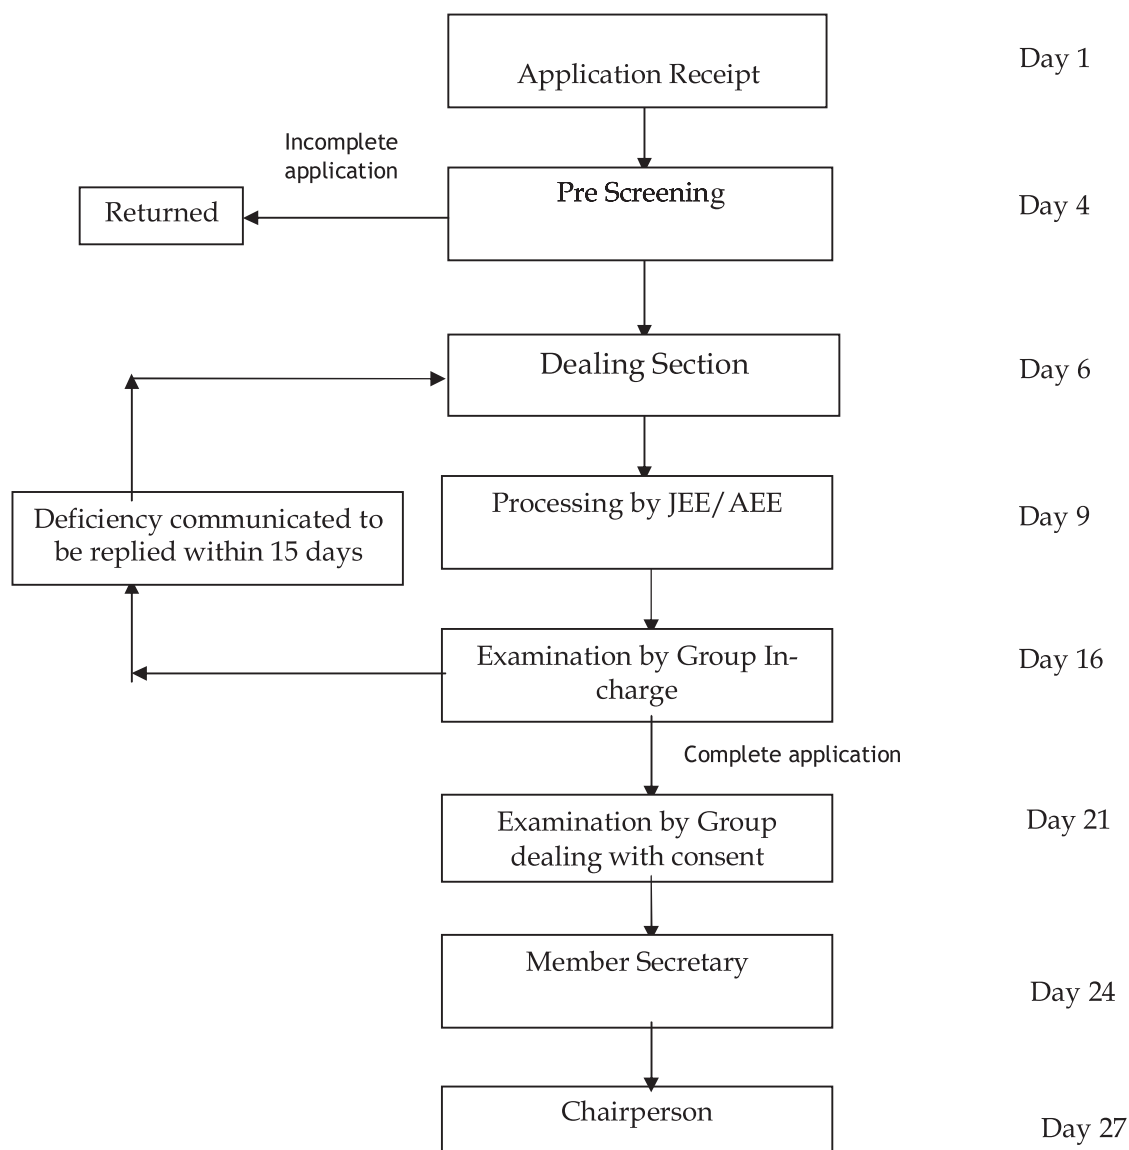 Application Receipt
Day 1
Incomplete
application
Pre Screening
Day 4
Returned
Dealing Section
Day 6
Processing by JEE/AEE
Day 9
Deficiency communicated to
be replied within 15 days
Examination by Group In-
charge
Day 16
Complete application
Examination by Group
dealing with consent
Day 21
Member Secretary
Day 24
Chairperson
Day 27